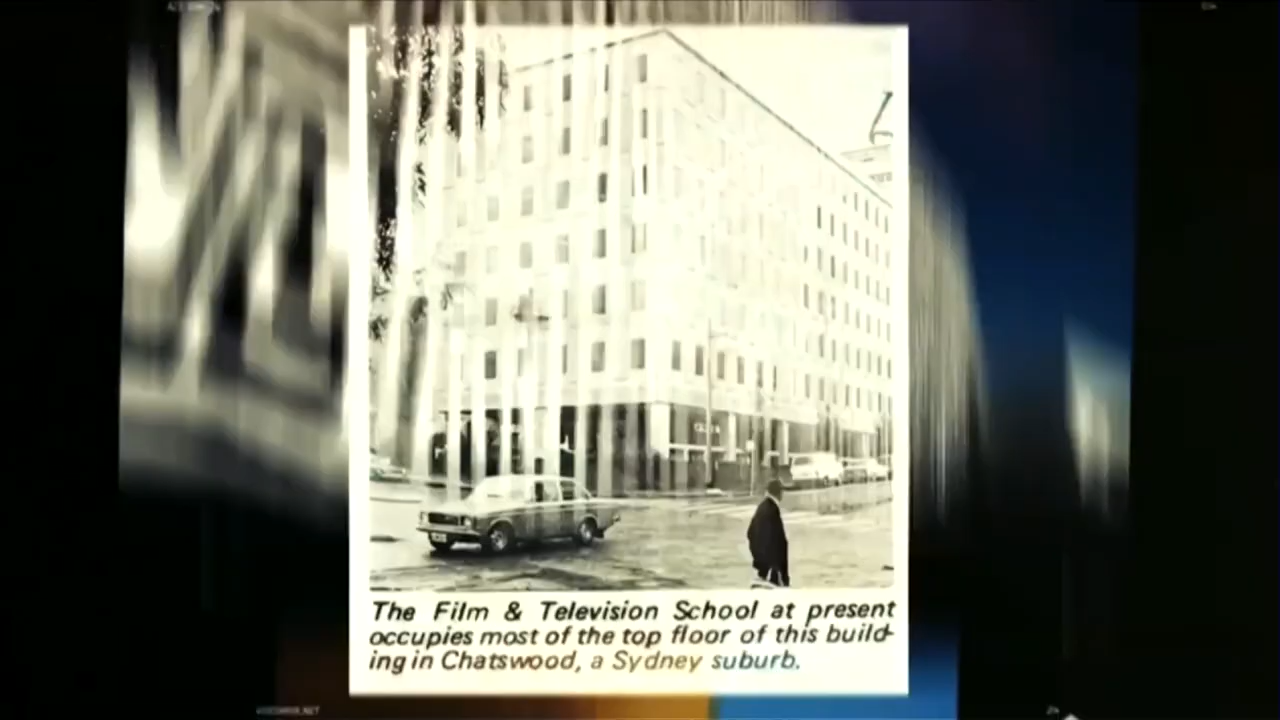 The Film & Television School at present
occupies most of the top floor of this build-
ing in Chatswood, a Sydney suburb.